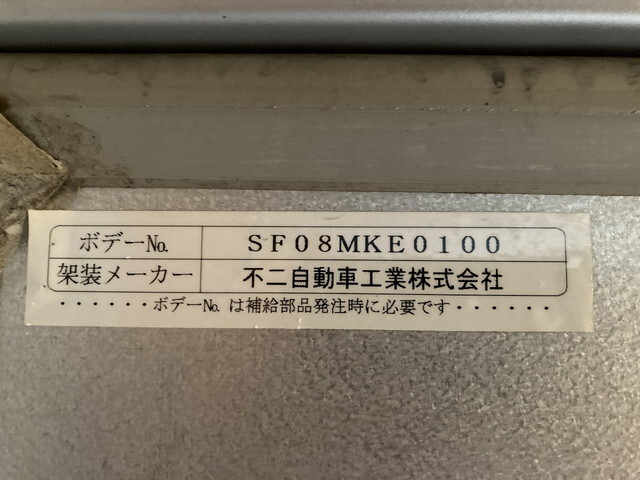 ボデー№ SF08MKE0100
架装メーカー 不二自動車工業株式会社
・・・・・・ボデー№は補給部品発注時に必要です・・・・・・